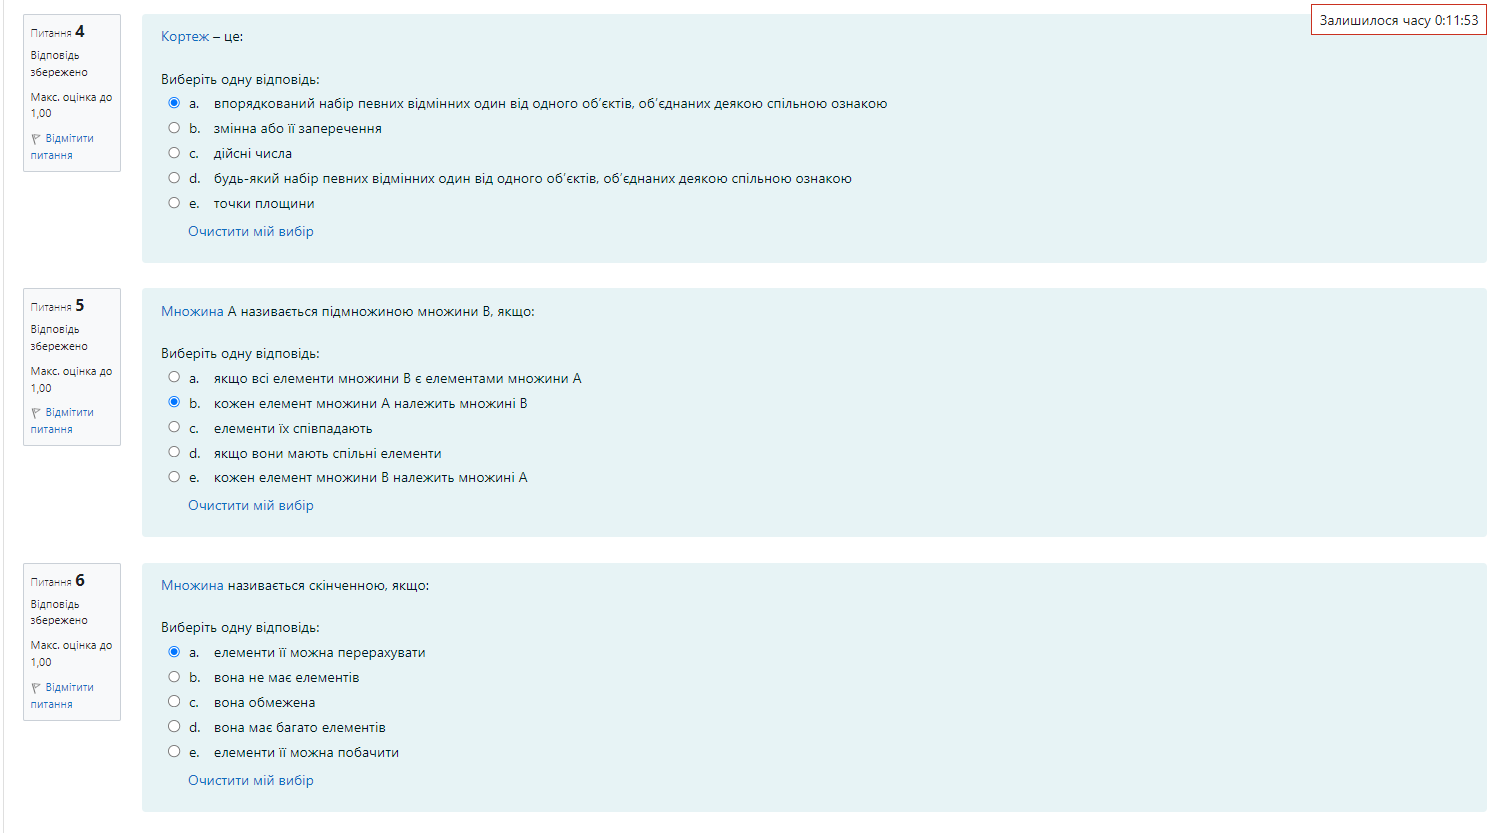 Залишилося часу 0:11:53
Питання 4
Відповідь
збережено
Макс. оцінка до
1,00
Відмітити
питання
Кортеж – це:
Виберіть одну відповідь:
a. впорядкований набір певних відмінних один від одного об’єктів, об’єднаних деякою спільною ознакою
b. змінна або її заперечення
c. дійсні числа
d. будь-який набір певних відмінних один від одного об’єктів, об’єднаних деякою спільною ознакою
e. точки площини
Очистити мій вибір
Питання 5
Відповідь
збережено
Макс. оцінка до
1,00
Відмітити
питання
Множина А називається підмножиною множини В, якщо:
Виберіть одну відповідь:
a. якщо всі елементи множини В є елементами множини А
b. кожен елемент множини А належить множині В
c. елементи їх співпадають
d. якщо вони мають спільні елементи
e. кожен елемент множини В належить множині А
Очистити мій вибір
Питання 6
Відповідь
збережено
Макс. оцінка до
1,00
Відмітити
питання
Множина називається скінченною, якщо:
Виберіть одну відповідь:
a. елементи її можна перерахувати
b. вона не має елементів
c. вона обмежена
d. вона має багато елементів
e. елементи її можна побачити
Очистити мій вибір